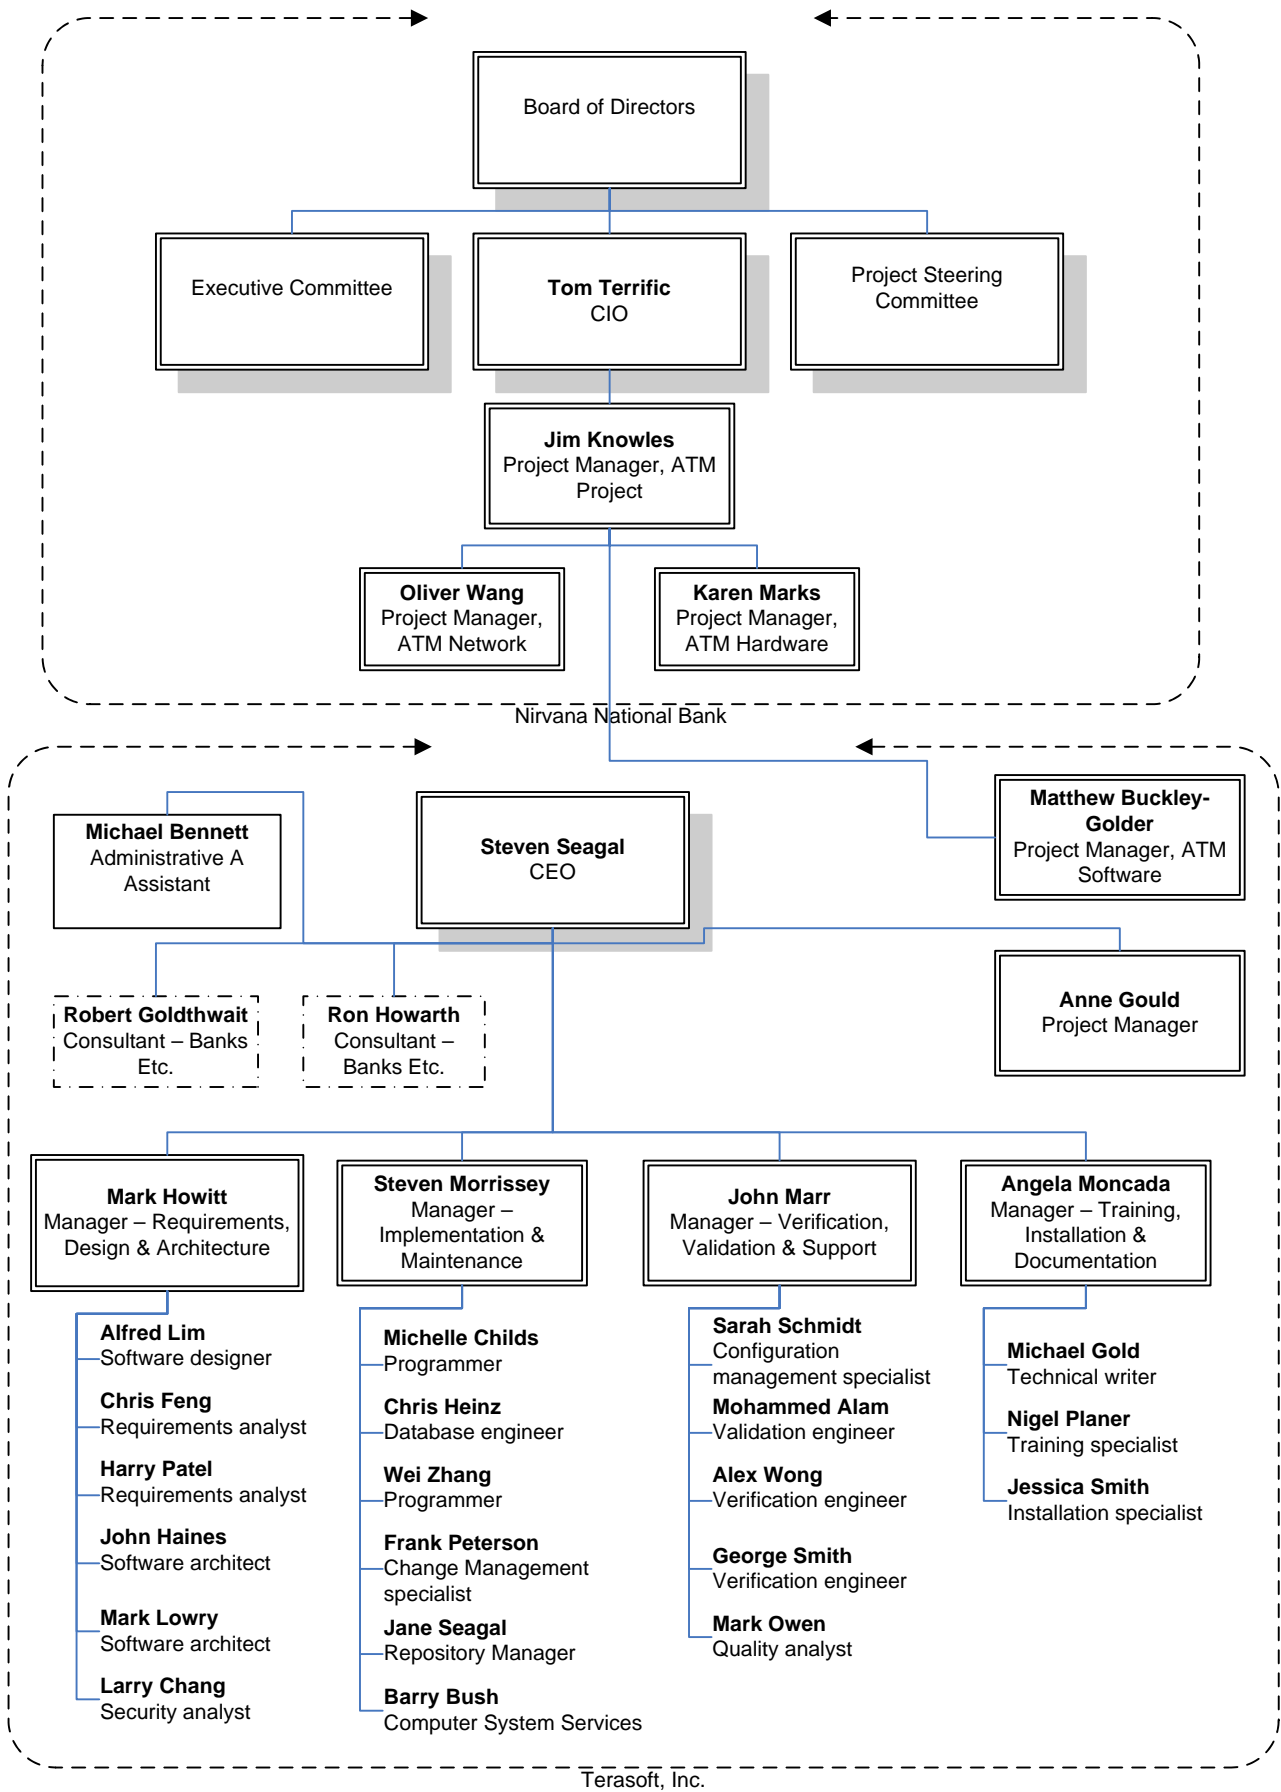 Board of Directors
Executive Committee
Tom Terrific
CIO
Project Steering
Committee
Jim Knowles
Project Manager, ATM
Project
Oliver Wang
Project Manager,
ATM Network
Karen Marks
Project Manager,
ATM Hardware
Nirvana National Bank
Michael Bennett
Administrative A
Assistant
Steven Seagal
CEO
Matthew Buckley-
Golder
Project Manager, ATM
Software
Robert Goldthwait
Consultant – Banks
Etc.
Ron Howarth
Consultant –
Banks Etc.
Anne Gould
Project Manager
Mark Howitt
Manager – Requirements,
Design & Architecture
Steven Morrissey
Manager –
Implementation &
Maintenance
John Marr
Manager – Verification,
Validation & Support
Angela Moncada
Manager – Training,
Installation &
Documentation
Alfred Lim
Software designer
Chris Feng
Requirements analyst
Harry Patel
Requirements analyst
John Haines
Software architect
Mark Lowry
Software architect
Larry Chang
Security analyst
Michelle Childs
Programmer
Chris Heinz
Database engineer
Wei Zhang
Programmer
Frank Peterson
Change Management
specialist
Jane Seagal
Repository Manager
Barry Bush
Computer System Services
Sarah Schmidt
Configuration
management specialist
Mohammed Alam
Validation engineer
Alex Wong
Verification engineer
George Smith
Verification engineer
Mark Owen
Quality analyst
Michael Gold
Technical writer
Nigel Planer
Training specialist
Jessica Smith
Installation specialist
Terasoft, Inc.